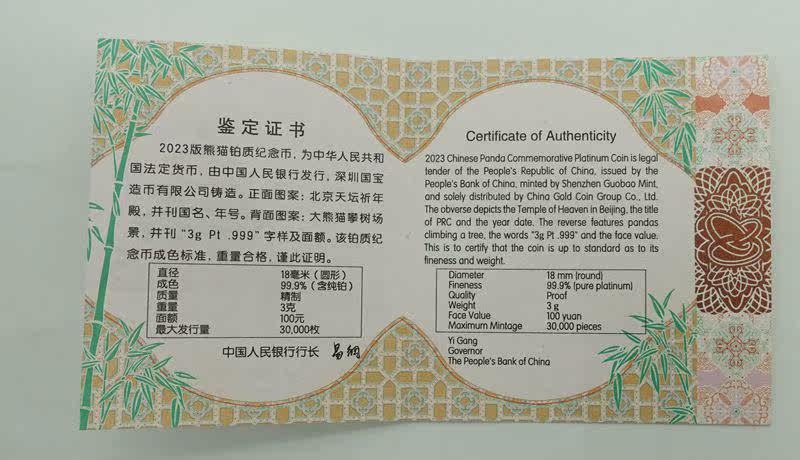 鉴定证书
2023版熊猫铂质纪念币，为中华人民共和
国法定货币，由中国人民银行发行，深圳国宝
造币有限公司铸造。正面图案：北京天坛祈年
殿，并刊国名、年号。背面图案：大熊猫攀树场
景，并刊“3g Pt .999”字样及面额。该铂质纪
念币成色标准，重量合格，谨此证明。
直径 18毫米（圆形）
成色 99.9%（含纯铂）
质量 精制
重量 3克
面额 100元
最大发行量 30,000枚
中国人民银行行长 易纲
Certificate of Authenticity
2023 Chinese Panda Commemorative Platinum Coin is legal
tender of the People's Republic of China, issued by the
People's Bank of China, minted by Shenzhen Guobao Mint,
and solely distributed by China Gold Coin Group Co., Ltd.
The obverse depicts the Temple of Heaven in Beijing, the title
of PRC and the year date. The reverse features pandas
climbing a tree, the words "3g Pt .999" and the face value.
This is to certify that the coin is up to standard as to its
fineness and weight.
Diameter 18 mm (round)
Fineness 99.9% (pure platinum)
Quality Proof
Weight 3 g
Face Value 100 yuan
Maximum Mintage 30,000 pieces
Yi Gang
Governor
The People's Bank of China